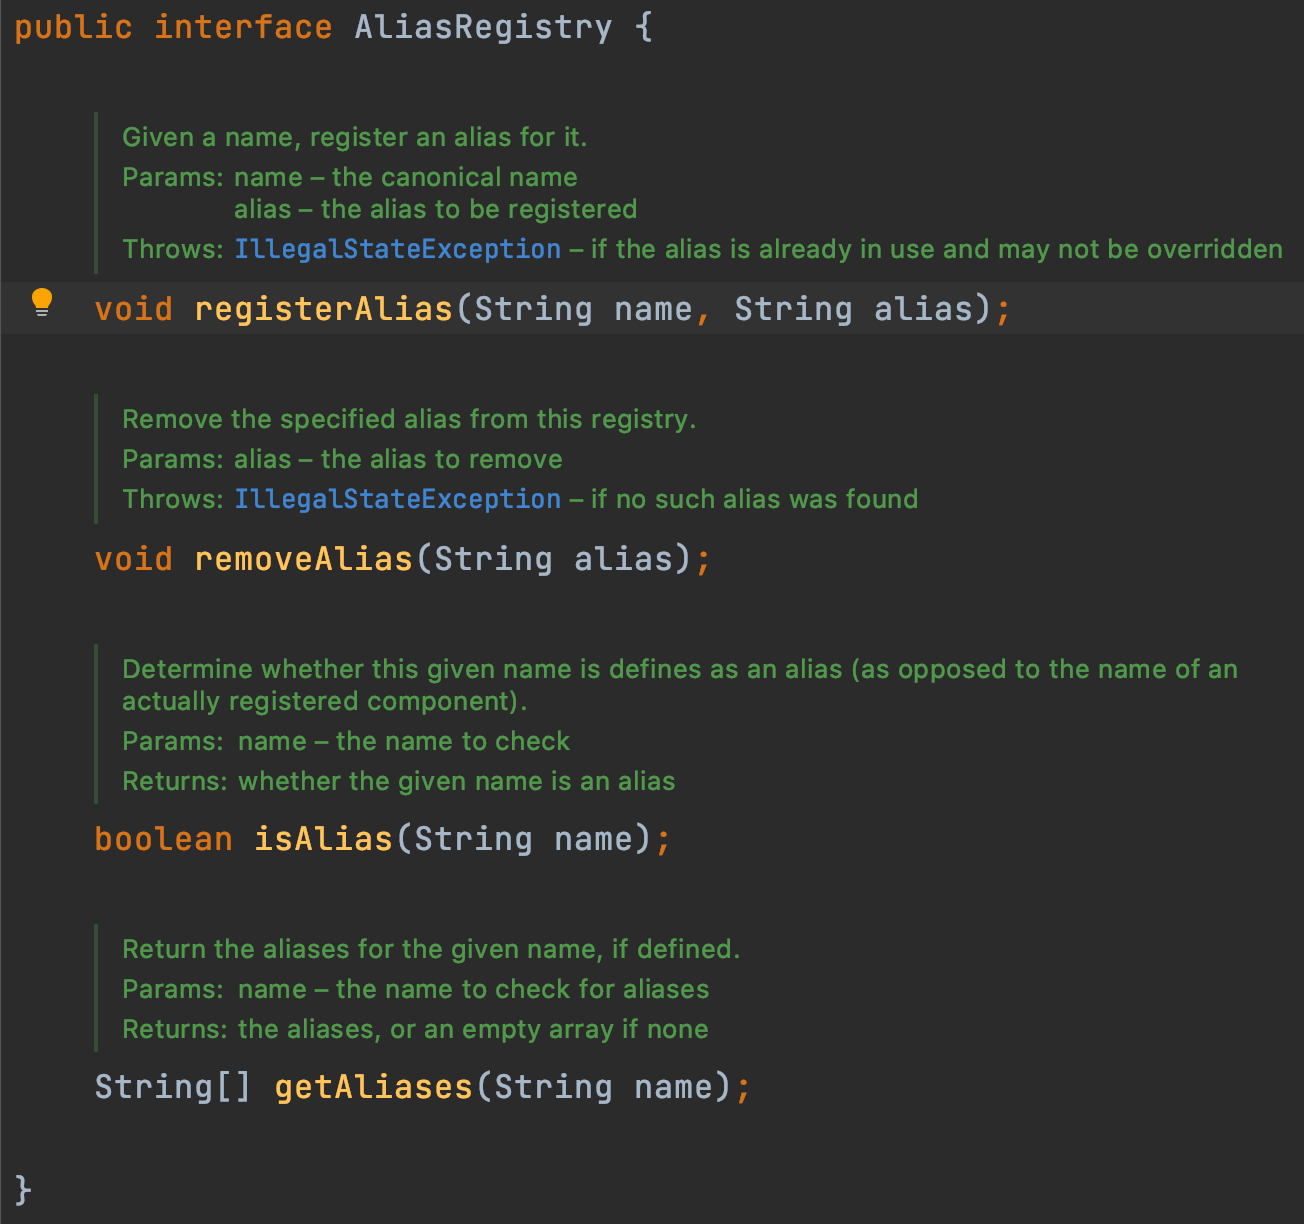 public interface AliasRegistry {
Given a name, register an alias for it.
Params: name – the canonical name
alias – the alias to be registered
Throws: IllegalStateException – if the alias is already in use and may not be overridden
void registerAlias(String name, String alias);
Remove the specified alias from this registry.
Params: alias – the alias to remove
Throws: IllegalStateException – if no such alias was found
void removeAlias(String alias);
Determine whether this given name is defines as an alias (as opposed to the name of an
actually registered component).
Params: name – the name to check
Returns: whether the given name is an alias
boolean isAlias(String name);
Return the aliases for the given name, if defined.
Params: name – the name to check for aliases
Returns: the aliases, or an empty array if none
String[] getAliases(String name);
}